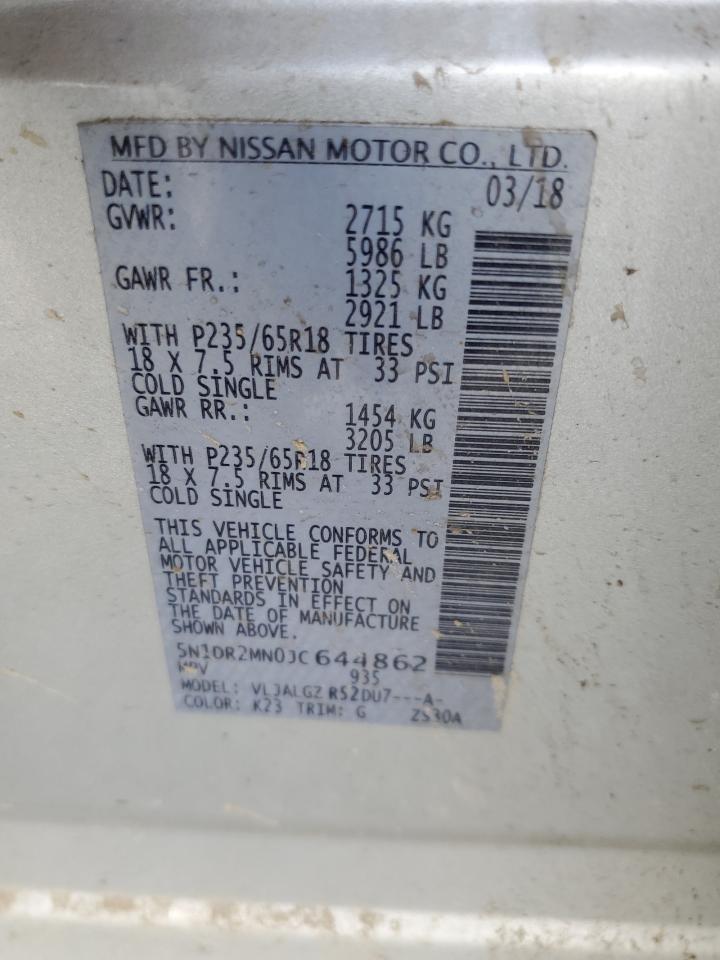 MFD BY NISSAN MOTOR CO., LTD.
DATE: 03/18
GVWR: 2715 KG
5986 LB
GAWR FR.: 1325 KG
2921 LB
WITH P235/65R18 TIRES
18 X 7.5 RIMS AT 33 PSI
COLD SINGLE
GAWR RR.: 1454 KG
3205 LB
WITH P235/65R18 TIRES
18 X 7.5 RIMS AT 33 PSI
COLD SINGLE
THIS VEHICLE CONFORMS TO
ALL APPLICABLE FEDERAL
MOTOR VEHICLE SAFETY AND
THEFT PREVENTION
STANDARDS IN EFFECT ON
THE DATE OF MANUFACTURE
SHOWN ABOVE.
5N1DR2MN0JC644862
MPV 935
MODEL: VLJALGZ R52DU7---A-
COLOR: K23 TRIM: G ZS30A